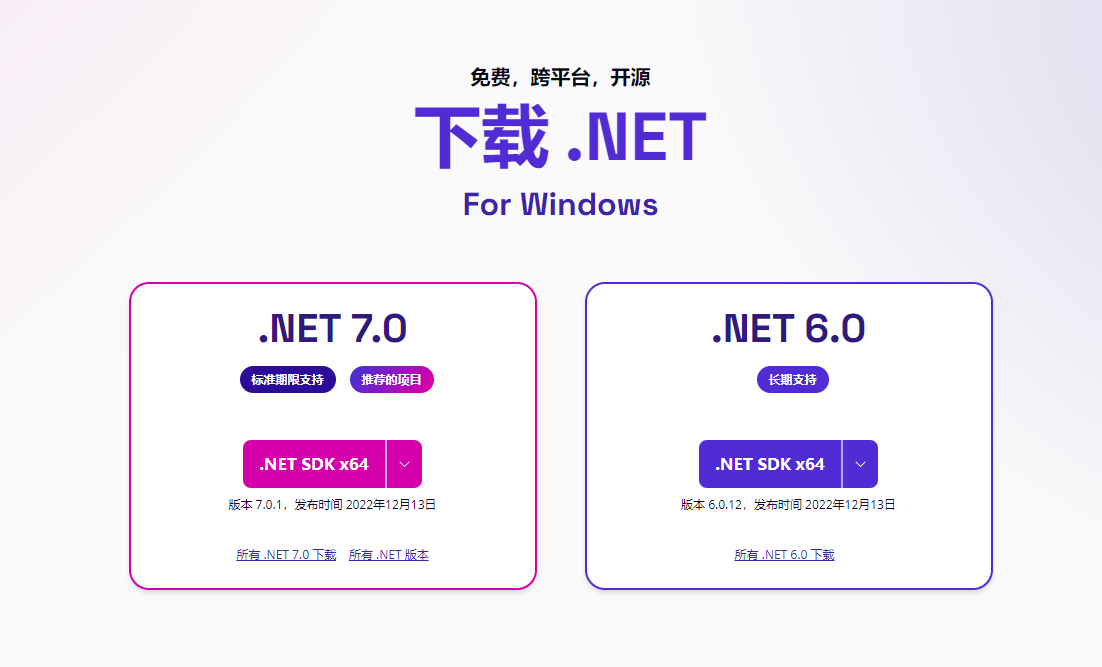 免费，跨平台，开源
下载 .NET
For Windows
.NET 7.0
标准期限支持 推荐的项目
.NET SDK x64
版本 7.0.1，发布时间 2022年12月13日
所有 .NET 7.0 下载 所有 .NET 版本
.NET 6.0
长期支持
.NET SDK x64
版本 6.0.12，发布时间 2022年12月13日
所有 .NET 6.0 下载